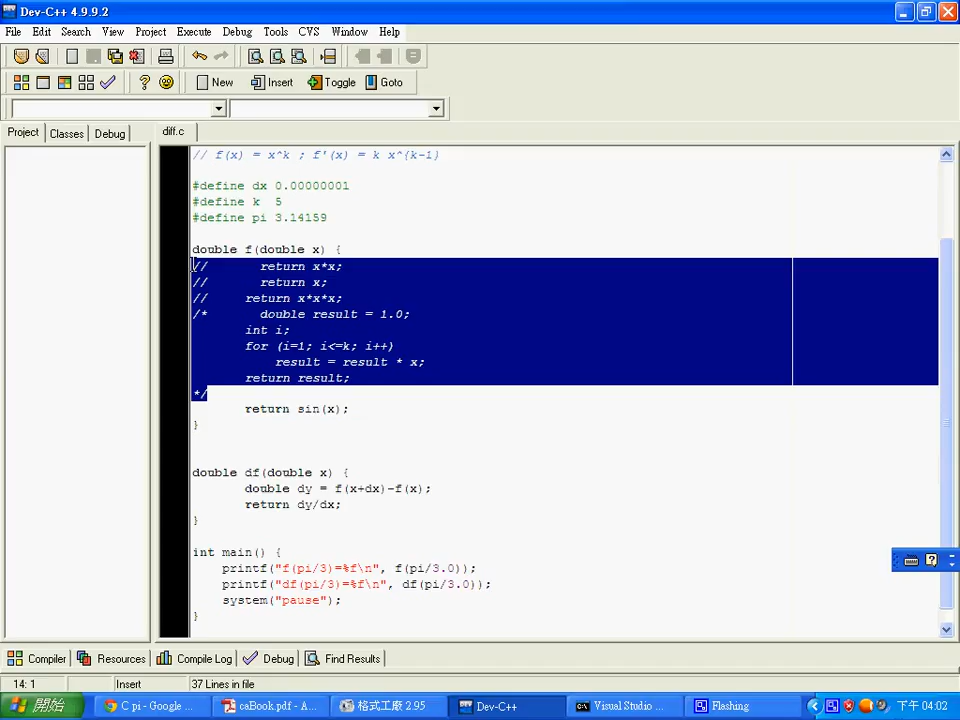 Dev-C++ 4.9.9.2
File Edit Search View Project Execute Debug Tools CVS Window Help
New Insert Toggle Goto
Project Classes Debug diff.c
// f(x) = x^k ; f'(x) = k x^{k-1}
#define dx 0.00000001
#define k  5
#define pi 3.14159
double f(double x) {
//       return x*x;
//       return x;
//     return x*x*x;
/*       double result = 1.0;
int i;
for (i=1; i<=k; i++)
result = result * x;
return result;
*/
return sin(x);
}
double df(double x) {
double dy = f(x+dx)-f(x);
return dy/dx;
}
int main() {
printf("f(pi/3)=%f\n", f(pi/3.0));
printf("df(pi/3)=%f\n", df(pi/3.0));
system("pause");
}
Compiler Resources Compile Log Debug Find Results
14: 1 Insert 37 Lines in file
開始 C pi - Google ... caBook.pdf - A... 格式工廠 2.95 Dev-C++ Visual Studio ... Flashing 下午 04:02